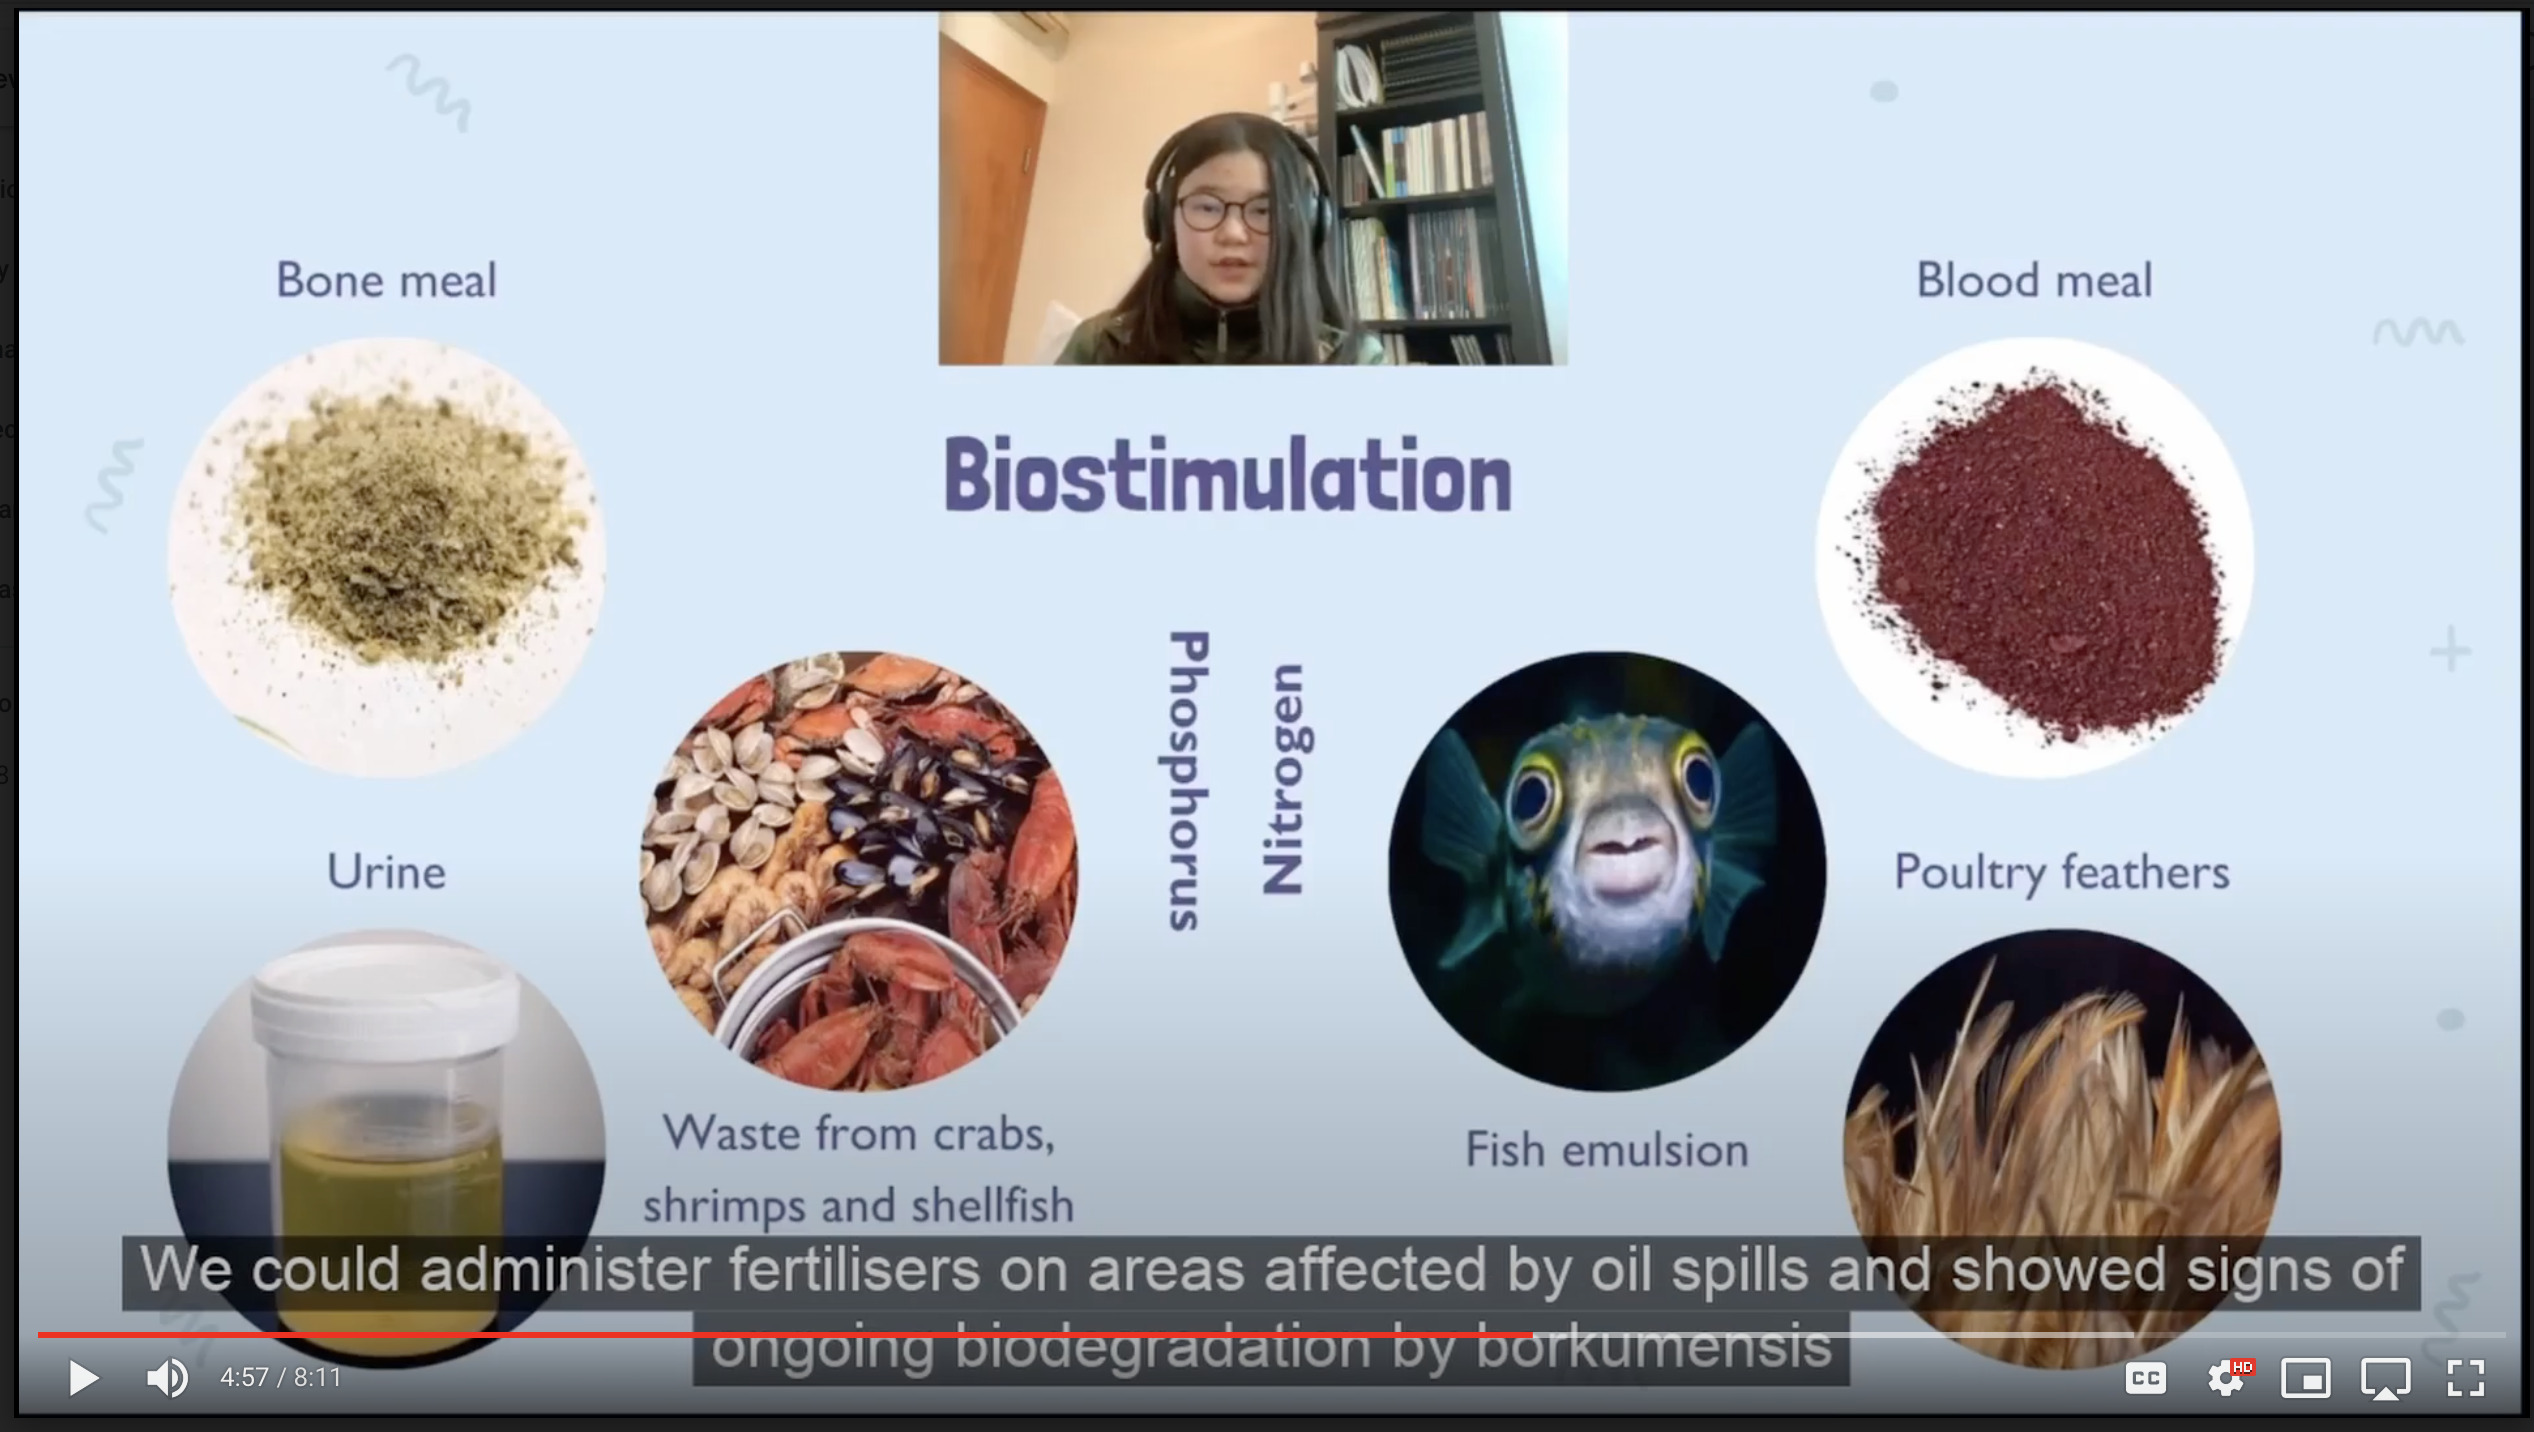 Bone meal
Blood meal
Biostimulation
Phosphorus
Nitrogen
Urine
Poultry feathers
Waste from crabs,
shrimps and shellfish
Fish emulsion
We could administer fertilisers on areas affected by oil spills and showed signs of
ongoing biodegradation by borkumensis
4:57 / 8:11
CC
HD